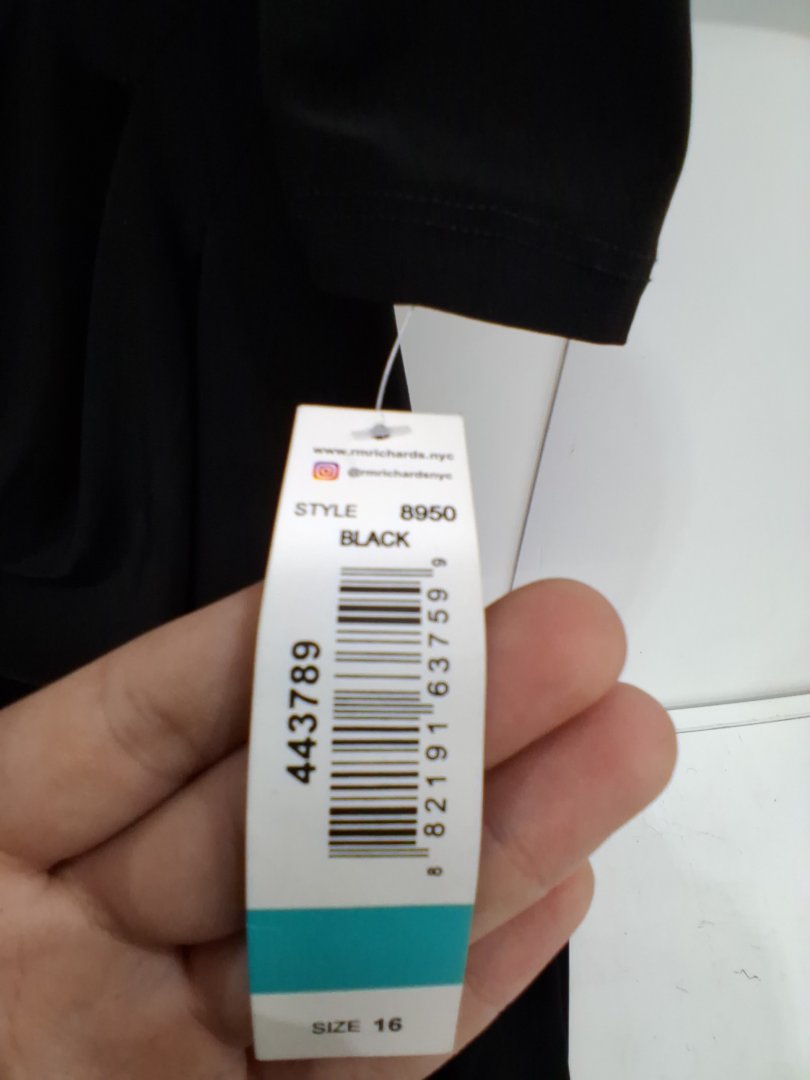 www.rmrichards.nyc
@rmrichardsnyc
STYLE 8950
BLACK
443789
8 82191 63759 9
SIZE 16